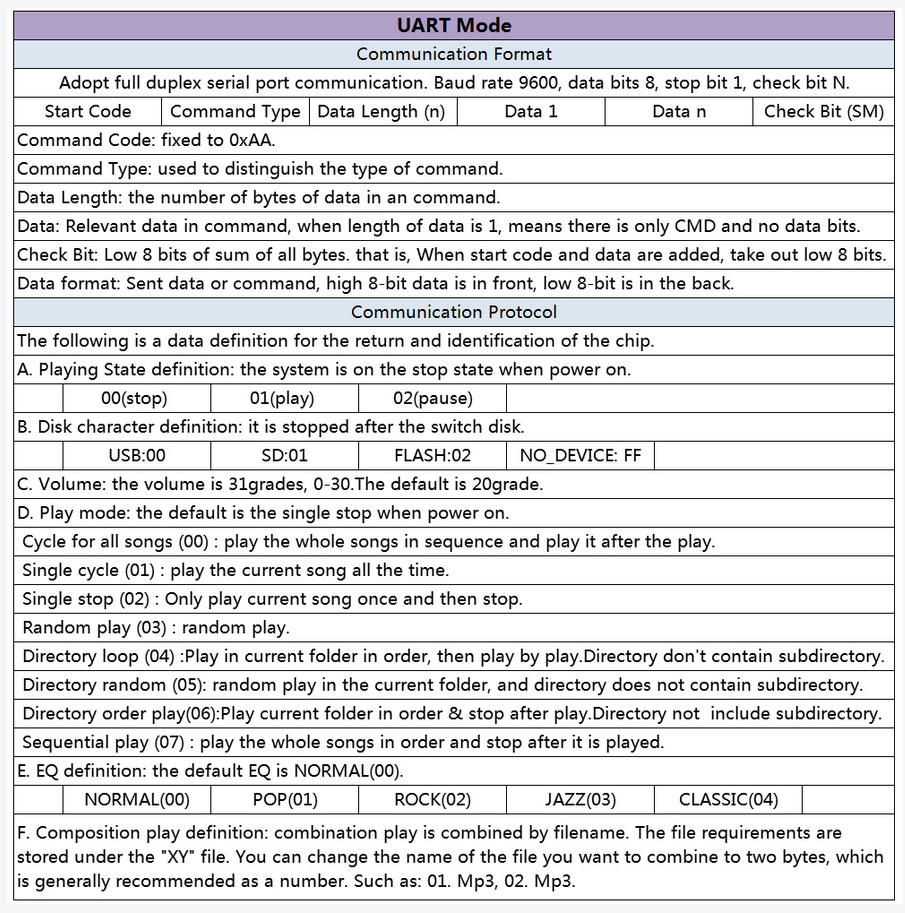 UART Mode
Communication Format
Adopt full duplex serial port communication. Baud rate 9600, data bits 8, stop bit 1, check bit N.
Start Code Command Type Data Length (n) Data 1 Data n Check Bit (SM)
Command Code: fixed to 0xAA.
Command Type: used to distinguish the type of command.
Data Length: the number of bytes of data in an command.
Data: Relevant data in command, when length of data is 1, means there is only CMD and no data bits.
Check Bit: Low 8 bits of sum of all bytes. that is, When start code and data are added, take out low 8 bits.
Data format: Sent data or command, high 8-bit data is in front, low 8-bit is in the back.
Communication Protocol
The following is a data definition for the return and identification of the chip.
A. Playing State definition: the system is on the stop state when power on.
00(stop) 01(play) 02(pause)
B. Disk character definition: it is stopped after the switch disk.
USB:00 SD:01 FLASH:02 NO_DEVICE: FF
C. Volume: the volume is 31grades, 0-30.The default is 20grade.
D. Play mode: the default is the single stop when power on.
Cycle for all songs (00) : play the whole songs in sequence and play it after the play.
Single cycle (01) : play the current song all the time.
Single stop (02) : Only play current song once and then stop.
Random play (03) : random play.
Directory loop (04) :Play in current folder in order, then play by play.Directory don't contain subdirectory.
Directory random (05): random play in the current folder, and directory does not contain subdirectory.
Directory order play(06):Play current folder in order & stop after play.Directory not include subdirectory.
Sequential play (07) : play the whole songs in order and stop after it is played.
E. EQ definition: the default EQ is NORMAL(00).
NORMAL(00) POP(01) ROCK(02) JAZZ(03) CLASSIC(04)
F. Composition play definition: combination play is combined by filename. The file requirements are
stored under the "XY" file. You can change the name of the file you want to combine to two bytes, which
is generally recommended as a number. Such as: 01. Mp3, 02. Mp3.